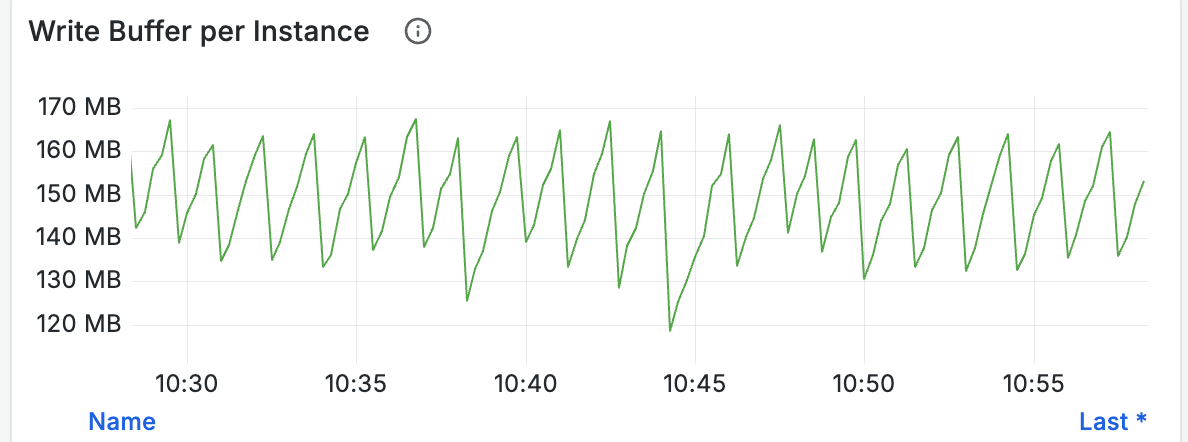 Write Buffer per Instance
170 MB
160 MB
150 MB
140 MB
130 MB
120 MB
10:30 10:35 10:40 10:45 10:50 10:55
Name Last *